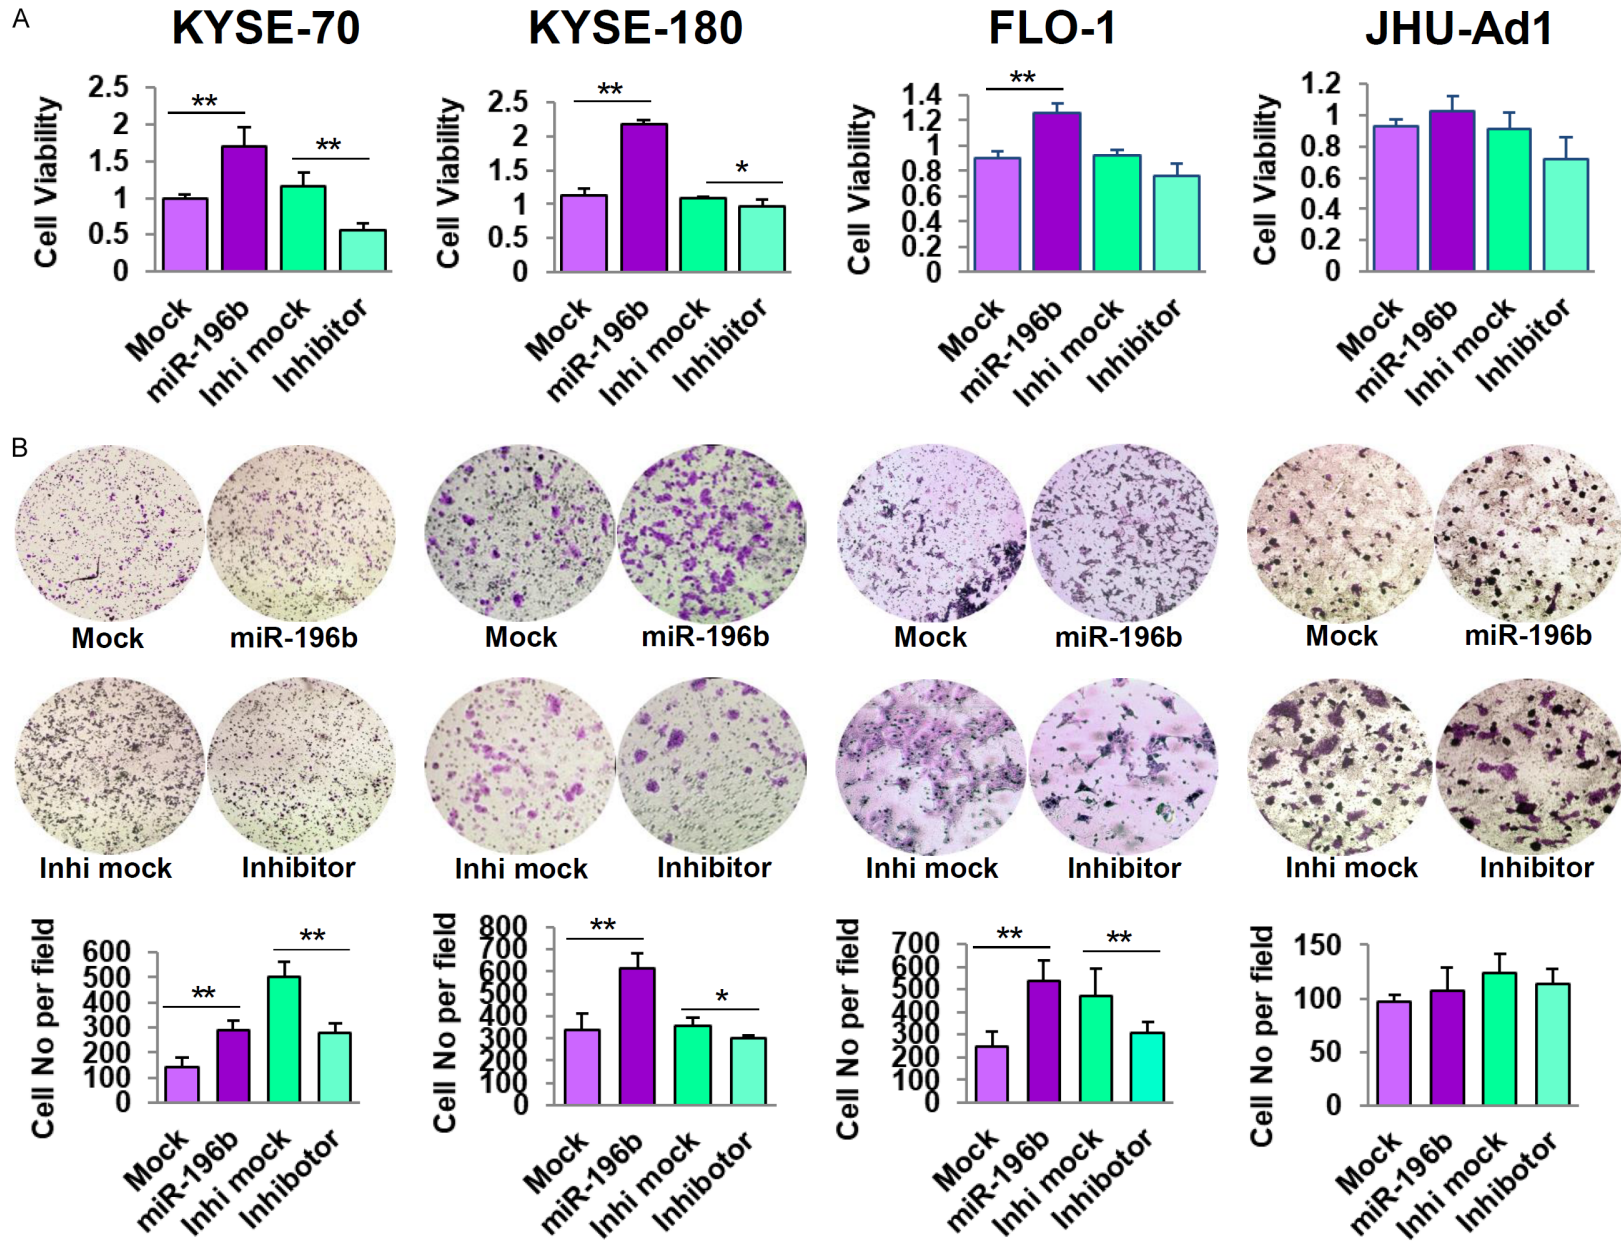 A
KYSE-70
KYSE-180
FLO-1
JHU-Ad1
Cell Viability
2.5
2
1.5
1
0.5
0
**
**
Mock
miR-196b
Inhi mock
Inhibitor
Cell Viability
2.5
2
1.5
1
0.5
0
**
*
Mock
miR-196b
Inhi mock
Inhibitor
Cell Viability
1.4
1.2
1
0.8
0.6
0.4
0.2
0
**
Mock
miR-196b
Inhi mock
Inhibitor
Cell Viability
1.2
1
0.8
0.6
0.4
0.2
0
Mock
miR-196b
Inhi mock
Inhibitor
B
Mock
miR-196b
Mock
miR-196b
Mock
miR-196b
Mock
miR-196b
Inhi mock
Inhibitor
Inhi mock
Inhibitor
Inhi mock
Inhibitor
Inhi mock
Inhibitor
Cell No per field
600
500
400
300
200
100
0
**
**
Mock
miR-196b
Inhi mock
Inhibotor
Cell No per field
800
700
600
500
400
300
200
100
0
**
*
Mock
miR-196b
Inhi mock
Inhibotor
Cell No per field
700
600
500
400
300
200
100
0
**
**
Mock
miR-196b
Inhi mock
Inhibotor
Cell No per field
150
100
50
0
Mock
miR-196b
Inhi mock
Inhibotor